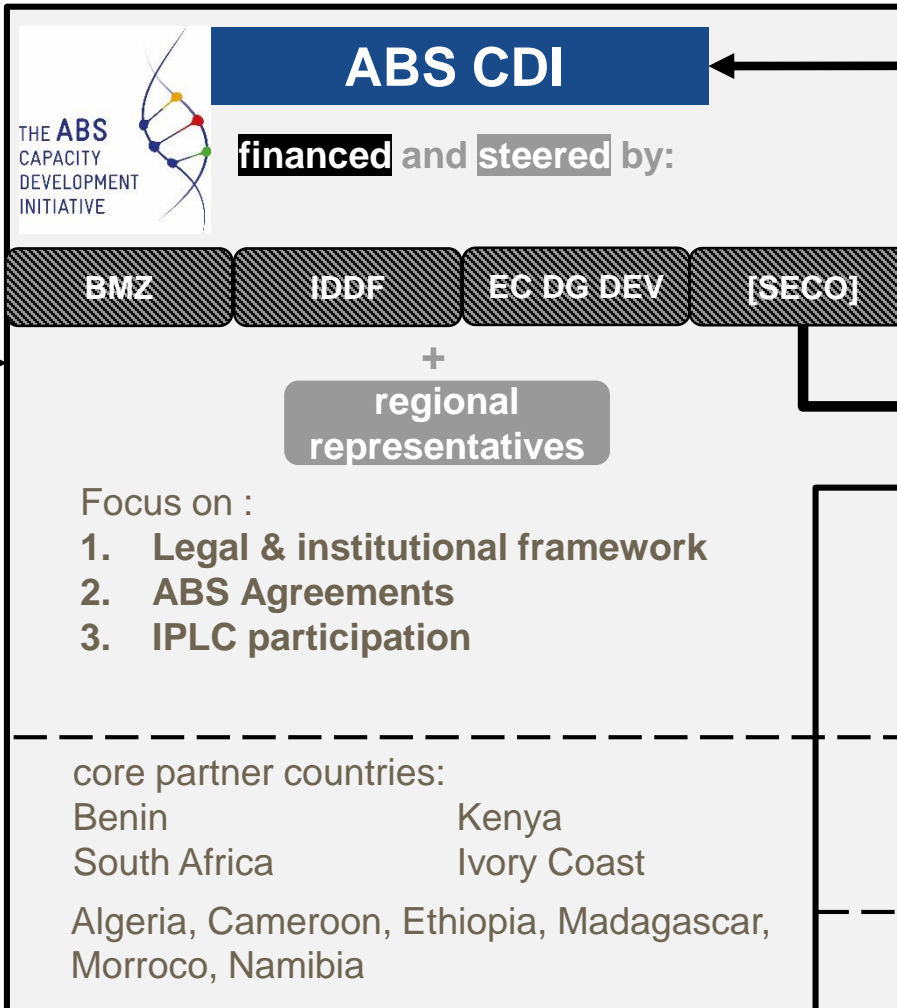 ABS CDI
THE ABS
CAPACITY
DEVELOPMENT
INITIATIVE
financed and steered by:
BMZ IDDF EC DG DEV [SECO]
+
regional
representatives
Focus on :
1. Legal & institutional framework
2. ABS Agreements
3. IPLC participation
core partner countries:
Benin Kenya
South Africa Ivory Coast
Algeria, Cameroon, Ethiopia, Madagascar,
Morroco, Namibia